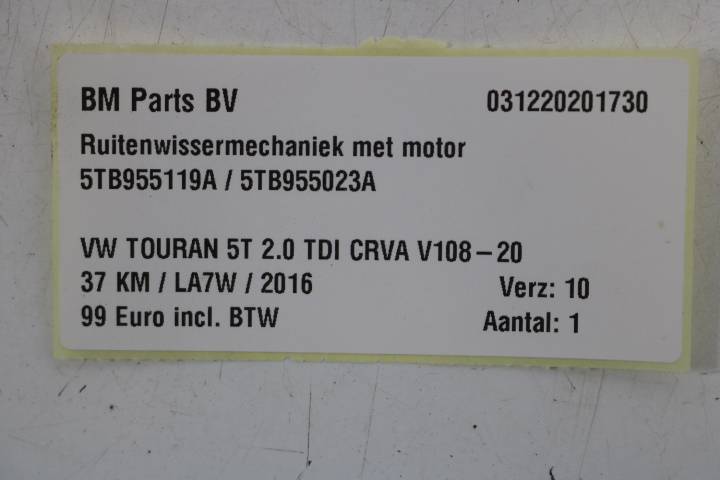 BM Parts BV 031220201730
Ruitenwissermechaniek met motor
5TB955119A / 5TB955023A
VW TOURAN 5T 2.0 TDI CRVA V108-20
37 KM / LA7W / 2016 Verz: 10
99 Euro incl. BTW Aantal: 1